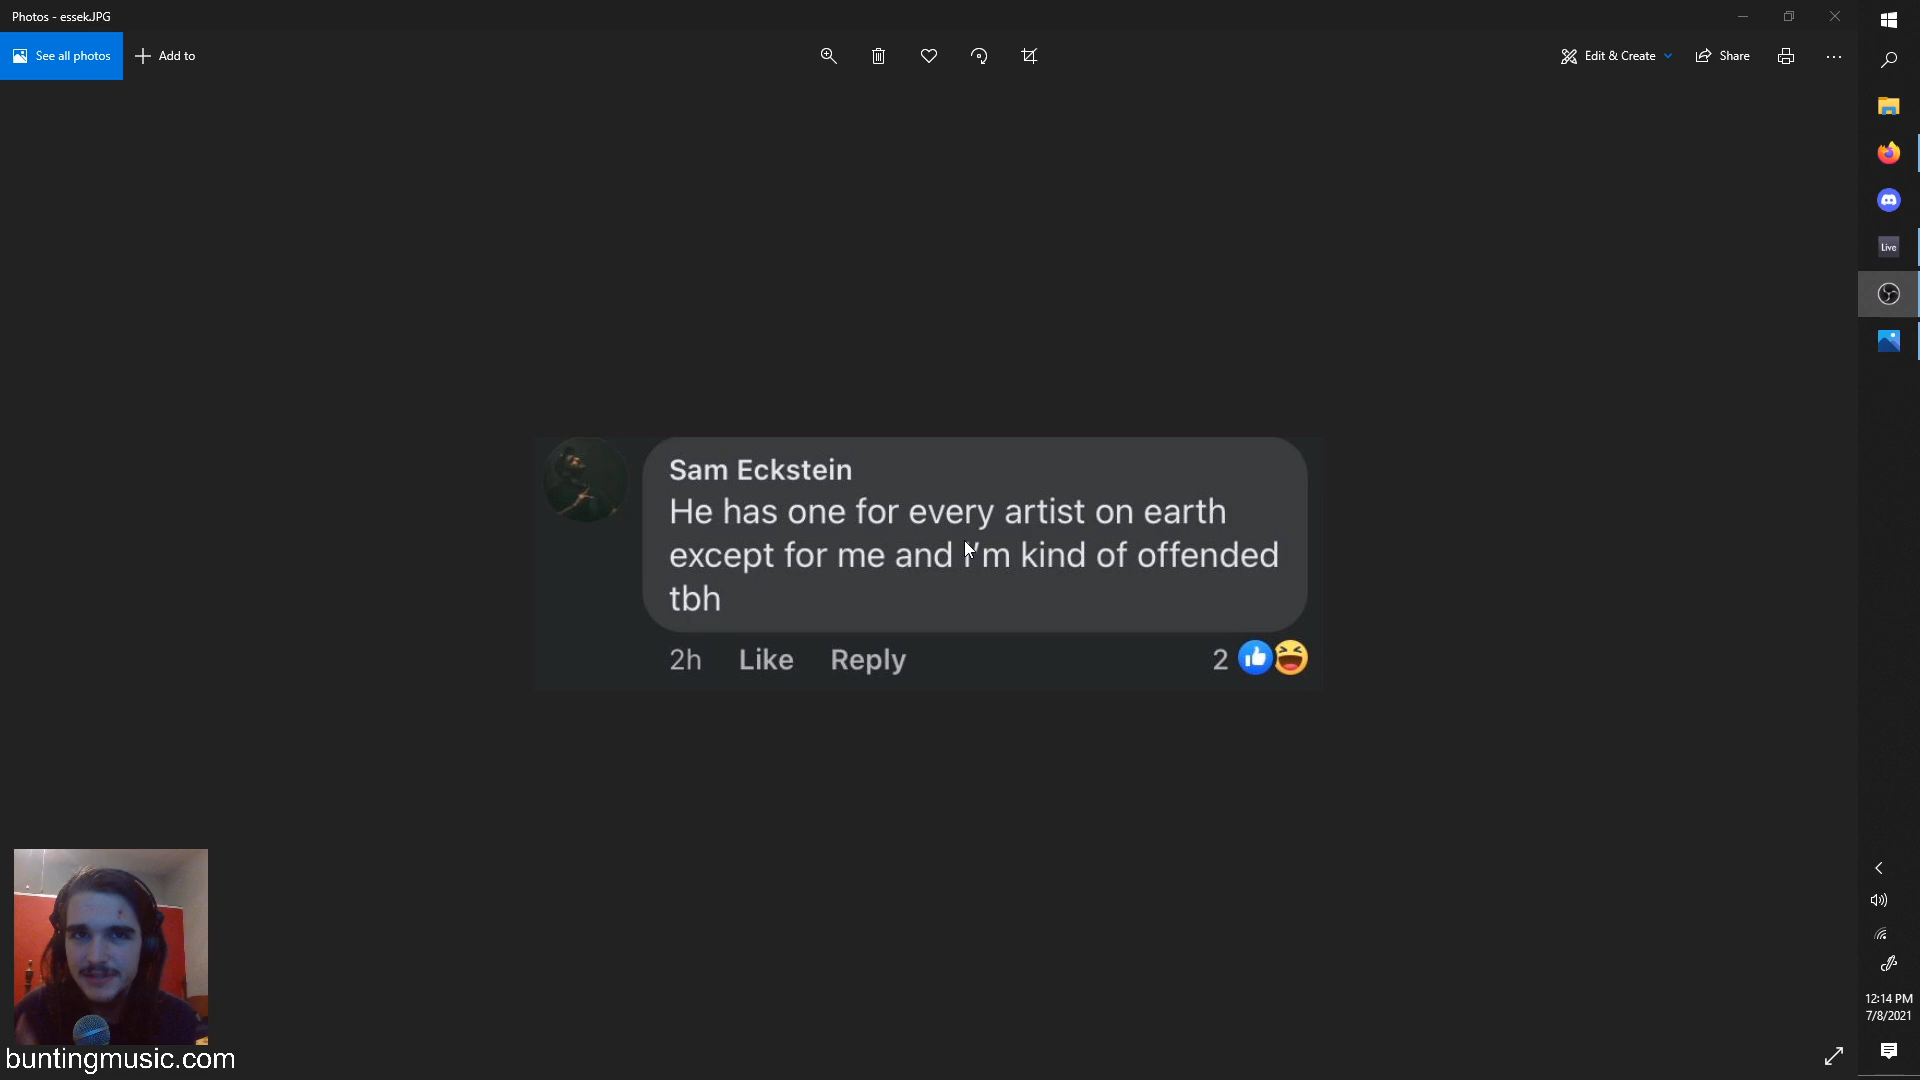 Photos - essek.JPG
See all photos
Add to
Edit & Create
Share
Live
Sam Eckstein
He has one for every artist on earth
except for me and I'm kind of offended
tbh
2h Like Reply 2
12:14 PM
7/8/2021
buntingmusic.com